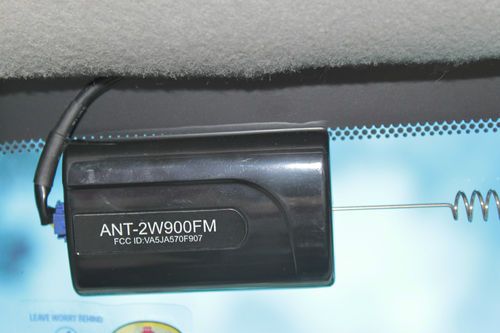 ANT-2W900FM
FCC ID:VA5JA570F907
LEAVE WORRY BEHIND